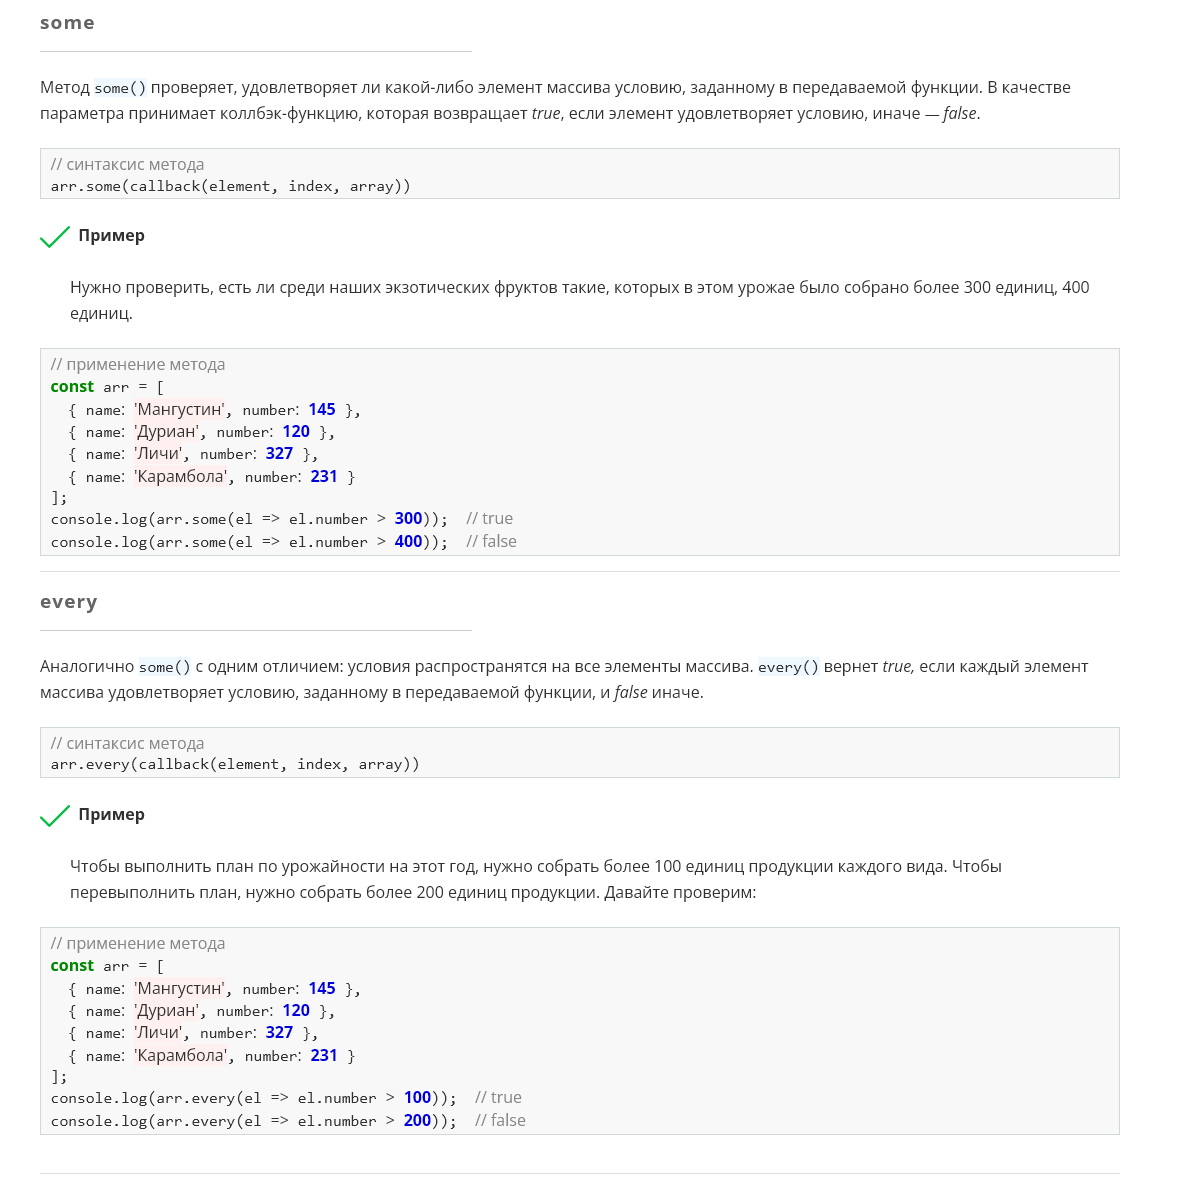 some
Метод some() проверяет, удовлетворяет ли какой-либо элемент массива условию, заданному в передаваемой функции. В качестве
параметра принимает коллбэк-функцию, которая возвращает true, если элемент удовлетворяет условию, иначе — false.
// синтаксис метода
arr.some(callback(element, index, array))
Пример
Нужно проверить, есть ли среди наших экзотических фруктов такие, которых в этом урожае было собрано более 300 единиц, 400
единиц.
// применение метода
const arr = [
  { name: 'Мангустин', number: 145 },
  { name: 'Дуриан', number: 120 },
  { name: 'Личи', number: 327 },
  { name: 'Карамбола', number: 231 }
];
console.log(arr.some(el => el.number > 300));  // true
console.log(arr.some(el => el.number > 400));  // false
every
Аналогично some() с одним отличием: условия распространятся на все элементы массива. every() вернет true, если каждый элемент
массива удовлетворяет условию, заданному в передаваемой функции, и false иначе.
// синтаксис метода
arr.every(callback(element, index, array))
Пример
Чтобы выполнить план по урожайности на этот год, нужно собрать более 100 единиц продукции каждого вида. Чтобы
перевыполнить план, нужно собрать более 200 единиц продукции. Давайте проверим:
// применение метода
const arr = [
  { name: 'Мангустин', number: 145 },
  { name: 'Дуриан', number: 120 },
  { name: 'Личи', number: 327 },
  { name: 'Карамбола', number: 231 }
];
console.log(arr.every(el => el.number > 100));  // true
console.log(arr.every(el => el.number > 200));  // false